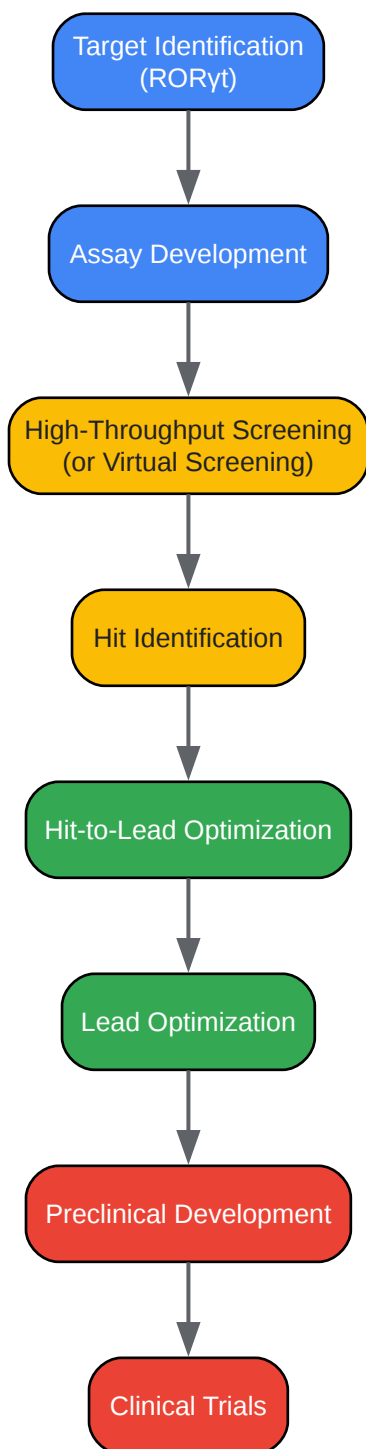 Target Identification
(RORγt)
Assay Development
High-Throughput Screening
(or Virtual Screening)
Hit Identification
Hit-to-Lead Optimization
Lead Optimization
Preclinical Development
Clinical Trials